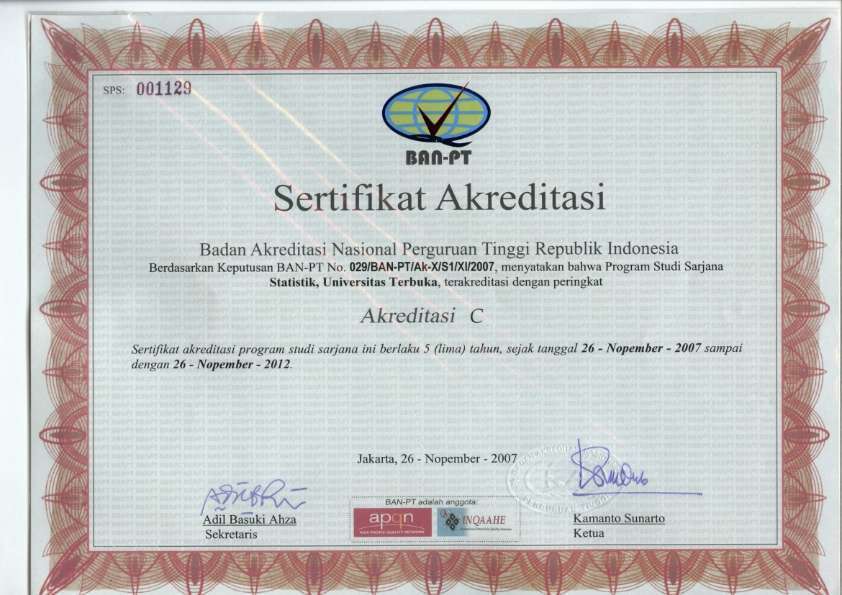 SPS: 001129
BAN-PT
Sertifikat Akreditasi
Badan Akreditasi Nasional Perguruan Tinggi Republik Indonesia
Berdasarkan Keputusan BAN-PT No. 029/BAN-PT/Ak-X/S1/XI/2007, menyatakan bahwa Program Studi Sarjana
Statistik, Universitas Terbuka, terakreditasi dengan peringkat
Akreditasi C
Sertifikat akreditasi program studi sarjana ini berlaku 5 (lima) tahun, sejak tanggal 26 - Nopember - 2007 sampai
dengan 26 - Nopember - 2012.
Jakarta, 26 - Nopember - 2007
BAN-PT adalah anggota:
apqn
INQAAHE
Adil Basuki Ahza
Sekretaris
Kamanto Sunarto
Ketua